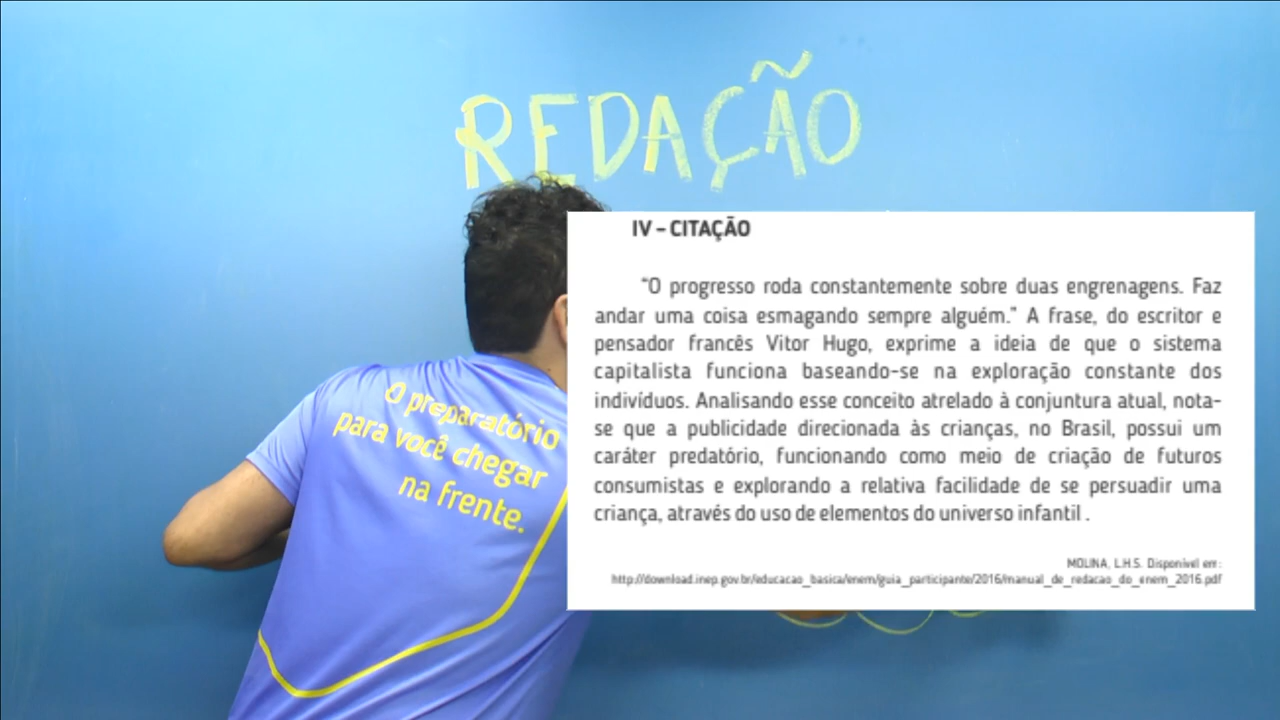 REDAÇÃO
O preparatório
para você chegar
na frente.
IV – CITAÇÃO
“O progresso roda constantemente sobre duas engrenagens. Faz
andar uma coisa esmagando sempre alguém.” A frase, do escritor e
pensador francês Vitor Hugo, exprime a ideia de que o sistema
capitalista funciona baseando-se na exploração constante dos
indivíduos. Analisando esse conceito atrelado à conjuntura atual, nota-
se que a publicidade direcionada às crianças, no Brasil, possui um
caráter predatório, funcionando como meio de criação de futuros
consumistas e explorando a relativa facilidade de se persuadir uma
criança, através do uso de elementos do universo infantil .
MOLINA, L.H.S. Disponível em:
http://download.inep.gov.br/educacao_basica/enem/guia_participante/2016/manual_de_redacao_do_enem_2016.pdf